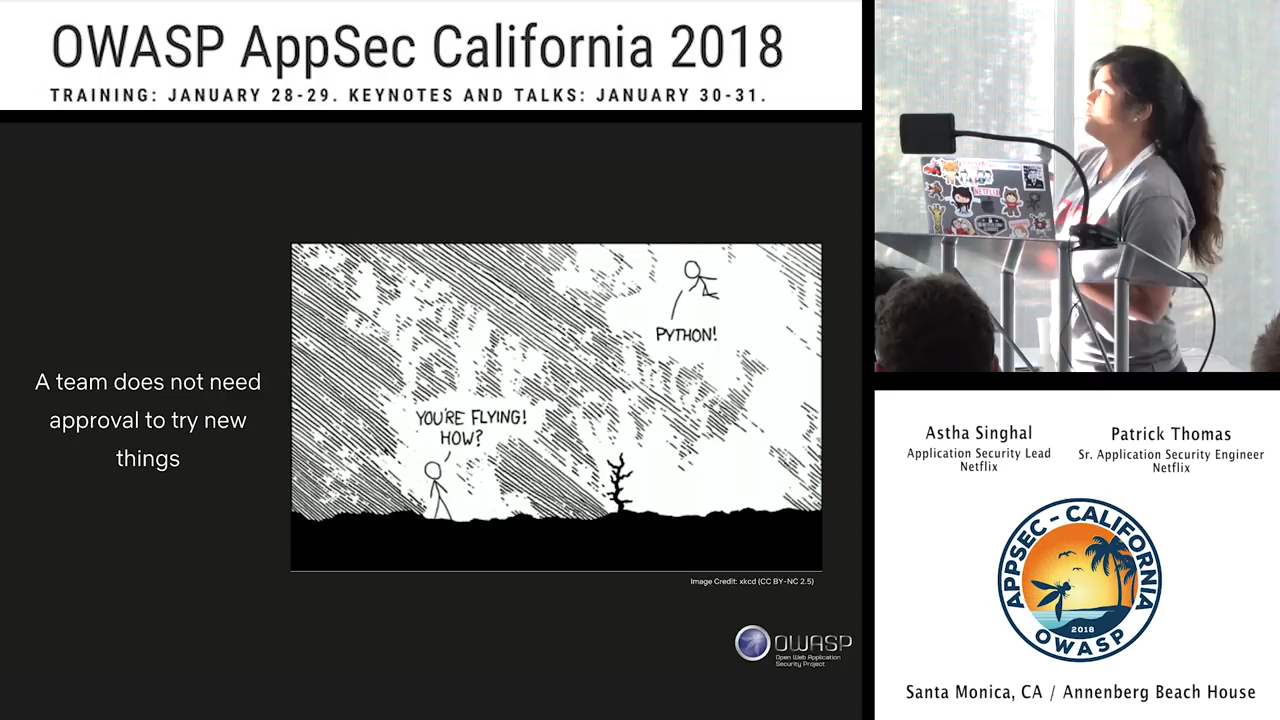 OWASP AppSec California 2018
TRAINING: JANUARY 28-29. KEYNOTES AND TALKS: JANUARY 30-31.
A team does not need
approval to try new
things
PYTHON!
YOU'RE FLYING!
HOW?
Image Credit: xkcd (CC BY-NC 2.5)
OWASP
Open Web Application
Security Project
NETFLIX
Astha Singhal
Application Security Lead
Netflix
Patrick Thomas
Sr. Application Security Engineer
Netflix
APPSEC - CALIFORNIA
2018
OWASP
Santa Monica, CA / Annenberg Beach House